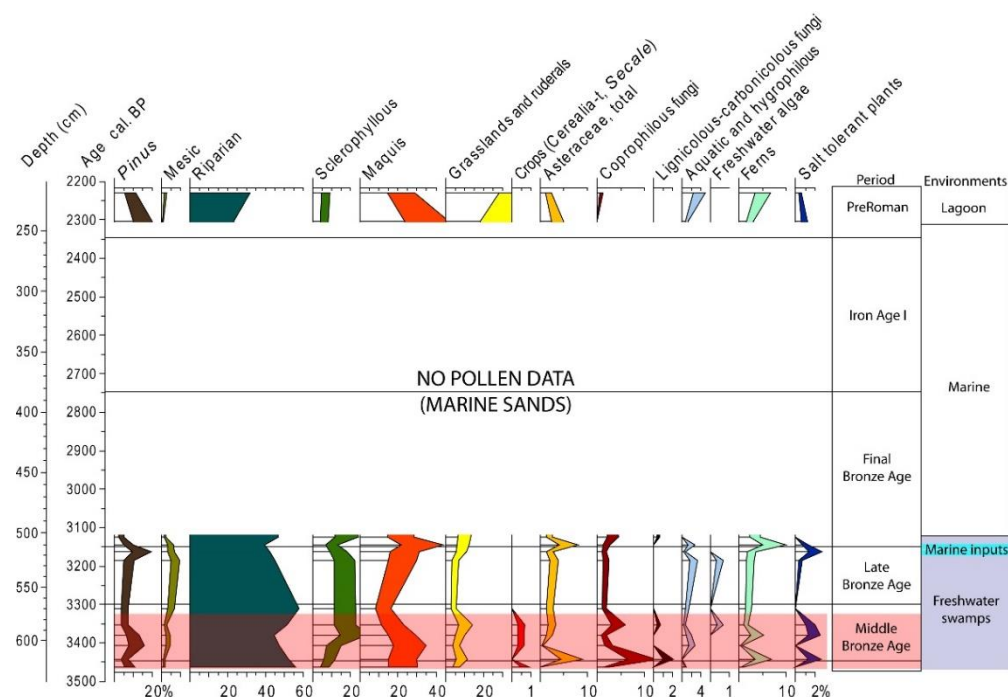 Depth (cm)
Age cal. BP
Pinus
Mesic
Riparian
Sclerophyllous
Maquis
Grasslands and ruderals
Crops (Cerealia-t, Secale)
Asteraceae, total
Coprophilous fungi
Lignicolous-carbonicolous fungi
Aquatic and hygrophilous
Freshwater algae
Ferns
Salt tolerant plants
Period
Environments
2200
2300
2400
2500
2600
2700
2800
2900
3000
3100
3200
3300
3400
3500
250
300
350
400
450
500
550
600
PreRoman
Lagoon
Iron Age I
NO POLLEN DATA
(MARINE SANDS)
Marine
Final
Bronze Age
Marine inputs
Late
Bronze Age
Freshwater
swamps
Middle
Bronze Age
20% 20 40 60 20 20 40 20 1 10 10 2 4 1 10 2%